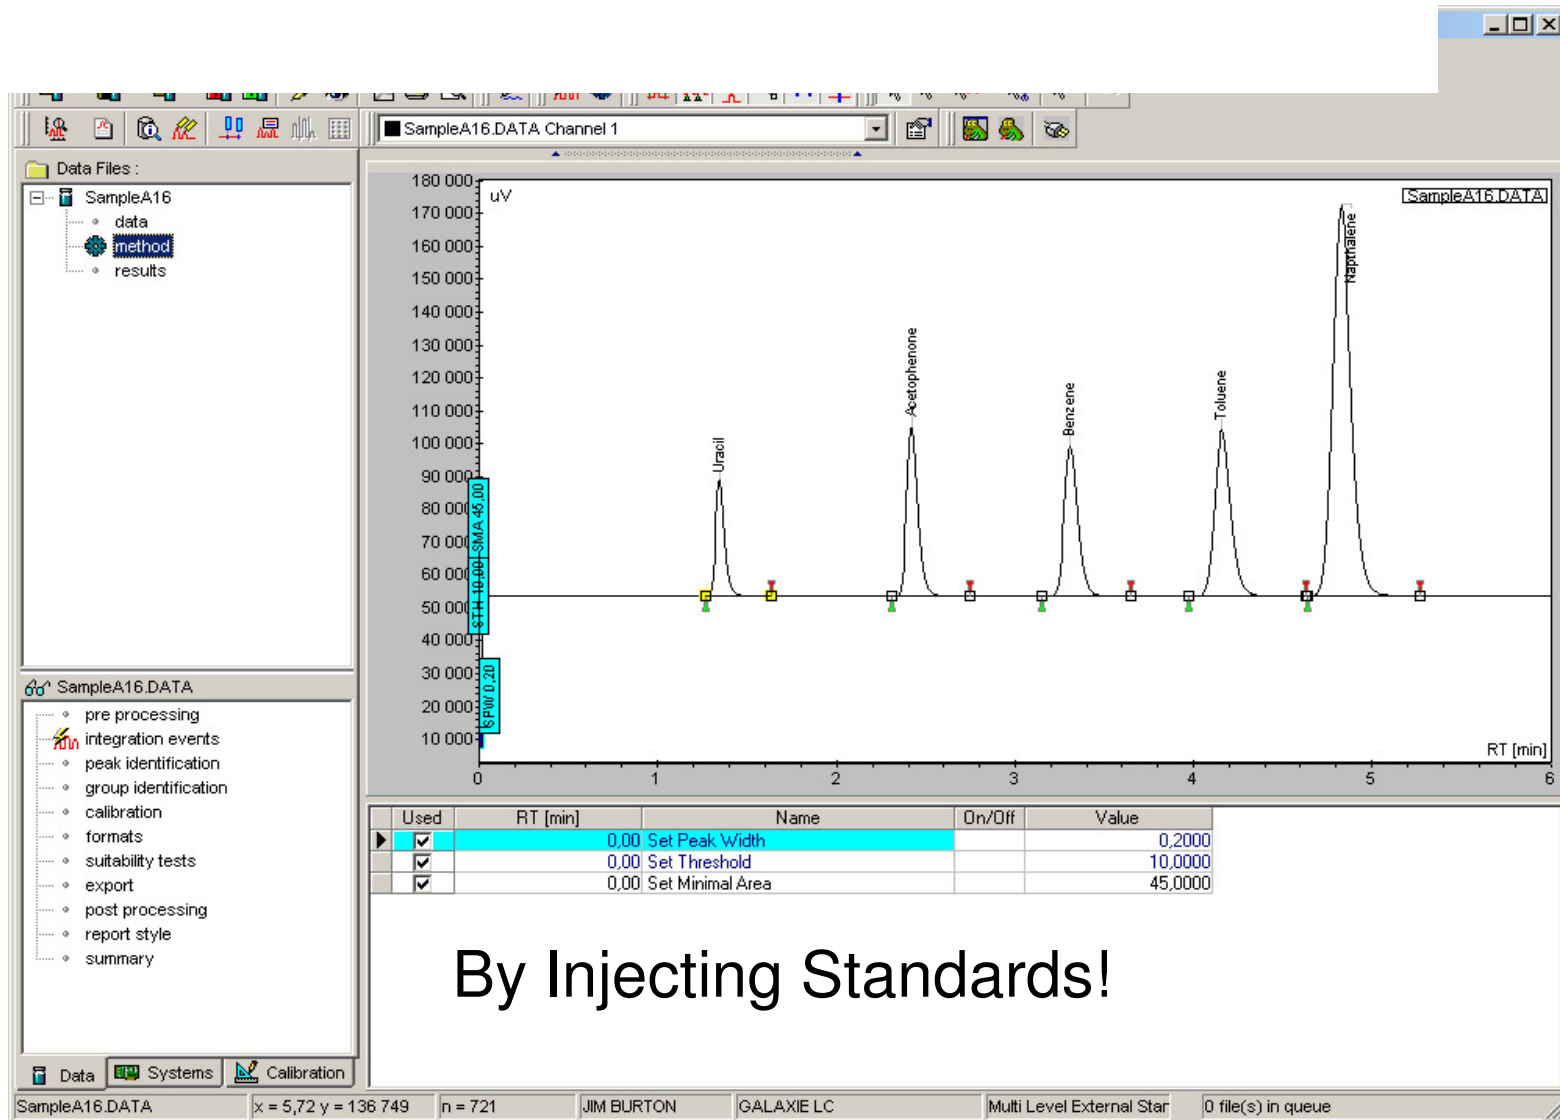 SampleA16.DATA Channel 1
Data Files :
SampleA16
data
method
results
SampleA16.DATA
pre processing
integration events
peak identification
group identification
calibration
formats
suitability tests
export
post processing
report style
summary
Data Systems Calibration
180 000
170 000
160 000
150 000
140 000
130 000
120 000
110 000
100 000
90 000
80 000
70 000
60 000
50 000
40 000
30 000
20 000
10 000
uV
SampleA16.DATA
SMA 45,00
STH 10,00
SPW 0,20
Uracil
Acetophenone
Benzene
Toluene
Napthalene
RT [min]
0 1 2 3 4 5 6
Used RT [min] Name On/Off Value
0,00 Set Peak Width 0,2000
0,00 Set Threshold 10,0000
0,00 Set Minimal Area 45,0000
By Injecting Standards!
SampleA16.DATA x = 5,72 y = 136 749 n = 721 JIM BURTON GALAXIE LC Multi Level External Star 0 file(s) in queue